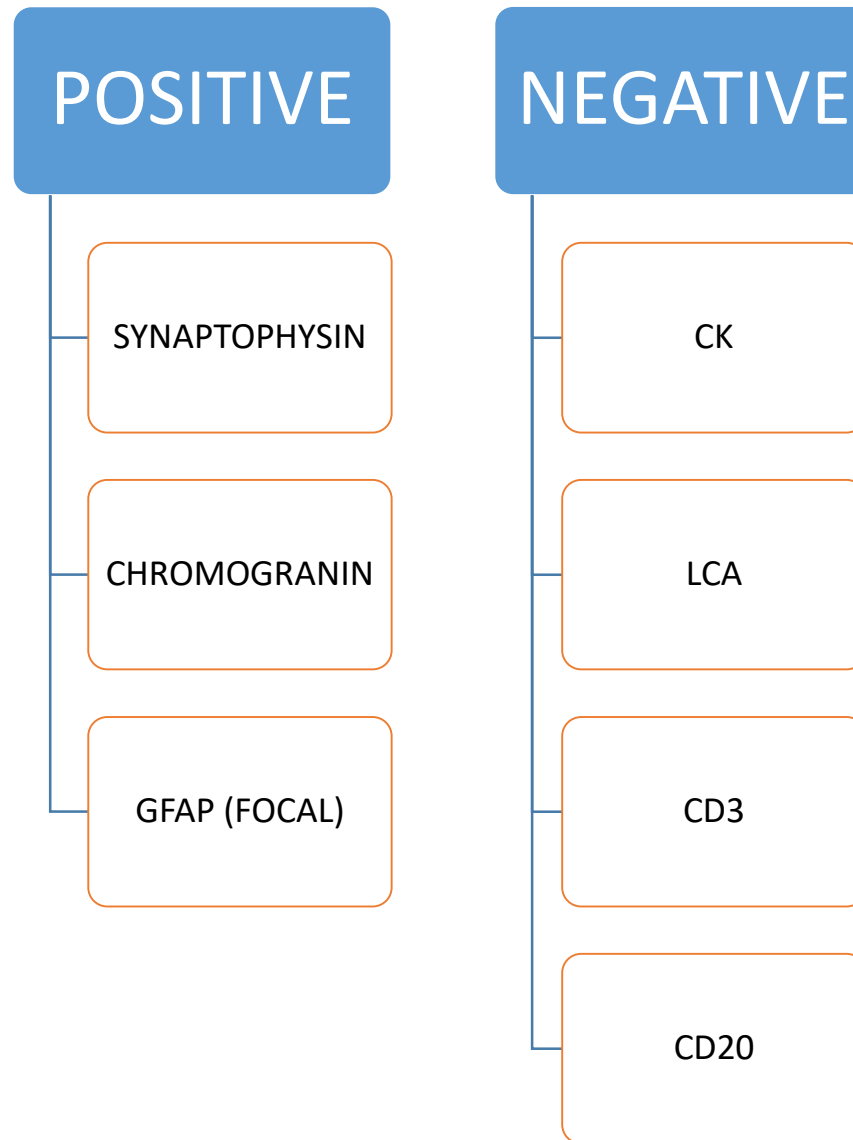 POSITIVE
SYNAPTOPHYSIN
CHROMOGRANIN
GFAP (FOCAL)
NEGATIVE
CK
LCA
CD3
CD20